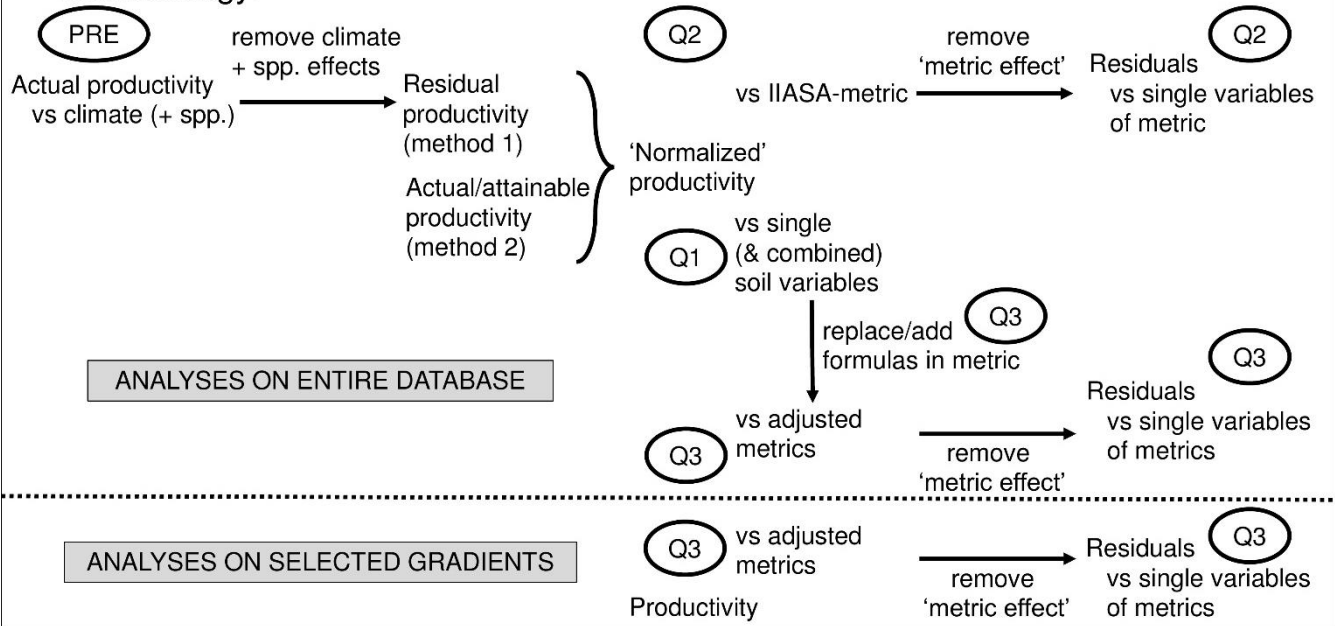 PRE
remove climate
+ spp. effects
Actual productivity
vs climate (+ spp.)
Residual
productivity
(method 1)
Actual/attainable
productivity
(method 2)
'Normalized'
productivity
Q2
vs IIASA-metric
remove
'metric effect'
Q2
Residuals
vs single variables
of metric
Q1
vs single
(& combined)
soil variables
replace/add
formulas in metric
Q3
ANALYSES ON ENTIRE DATABASE
Q3
vs adjusted
metrics
remove
'metric effect'
Q3
Residuals
vs single variables
of metrics
ANALYSES ON SELECTED GRADIENTS
Q3
vs adjusted
metrics
Productivity
remove
'metric effect'
Q3
Residuals
vs single variables
of metrics